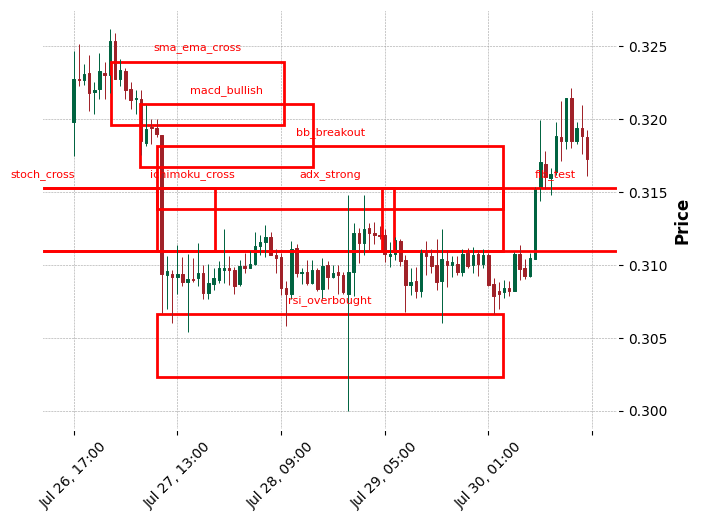 sma_ema_cross
macd_bullish
bb_breakout
stoch_cross
ichimoku_cross
adx_strong
rsi_overbought
0.325
0.320
0.315
0.310
0.305
0.300
Price
Jul 26, 17:00
Jul 27, 13:00
Jul 28, 09:00
Jul 29, 05:00
Jul 30, 01:00